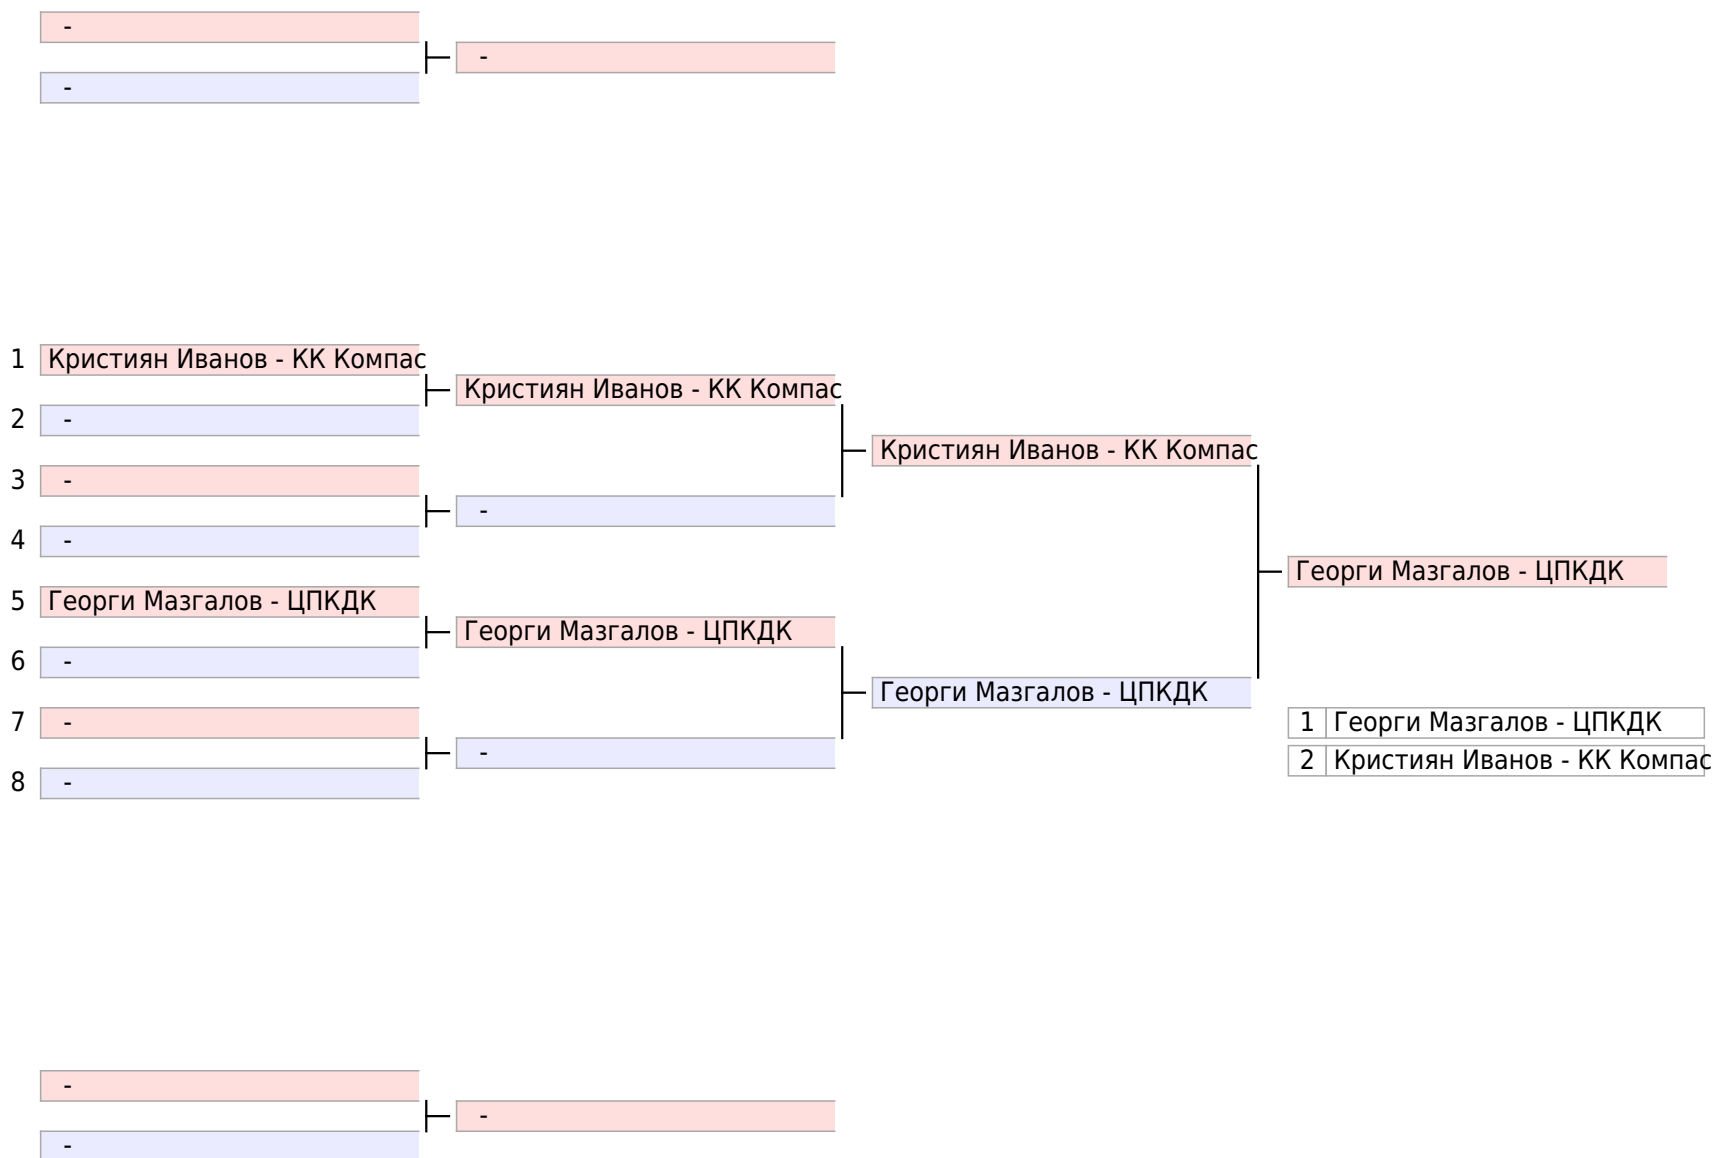 -
-
-
1 Кристиян Иванов - КК Компас
Кристиян Иванов - КК Компас
2 -
Кристиян Иванов - КК Компас
3 -
-
4 -
Георги Мазгалов - ЦПКДК
5 Георги Мазгалов - ЦПКДК
Георги Мазгалов - ЦПКДК
6 -
Георги Мазгалов - ЦПКДК
7 -
1 Георги Мазгалов - ЦПКДК
-
2 Кристиян Иванов - КК Компас
8 -
-
-
-